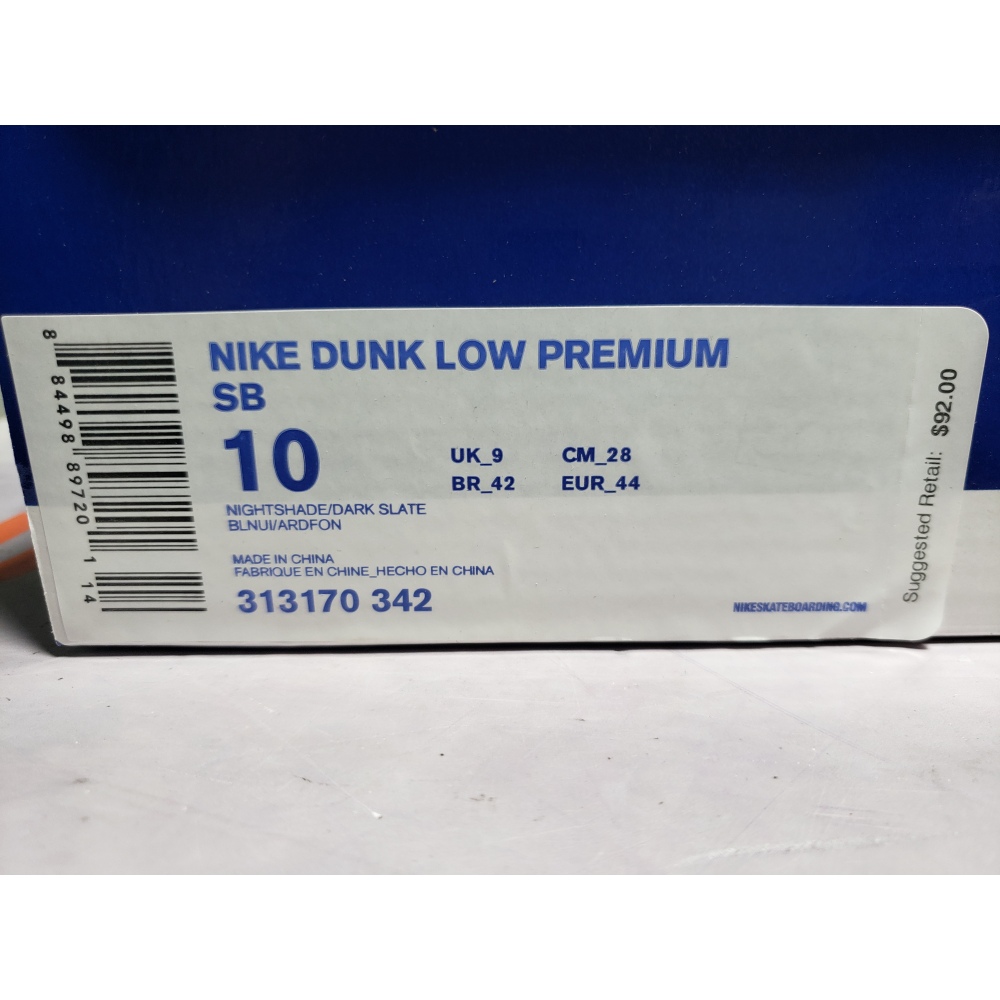 NIKE DUNK LOW PREMIUM
SB
10
UK_9 CM_28
BR_42 EUR_44
NIGHTSHADE/DARK SLATE
BLNUI/ARDFON
MADE IN CHINA
FABRIQUE EN CHINE_HECHO EN CHINA
313170 342
NIKESKATEBOARDING.COM
Suggested Retail: $92.00
8 84498 89720 1 14